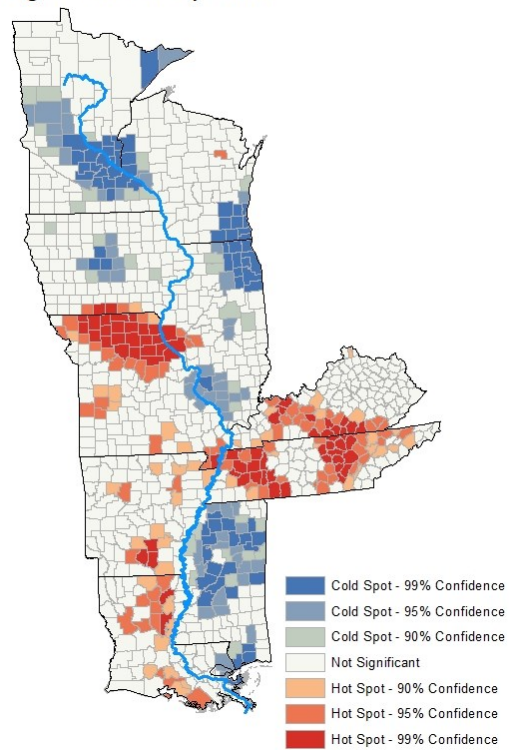 Cold Spot - 99% Confidence
Cold Spot - 95% Confidence
Cold Spot - 90% Confidence
Not Significant
Hot Spot - 90% Confidence
Hot Spot - 95% Confidence
Hot Spot - 99% Confidence